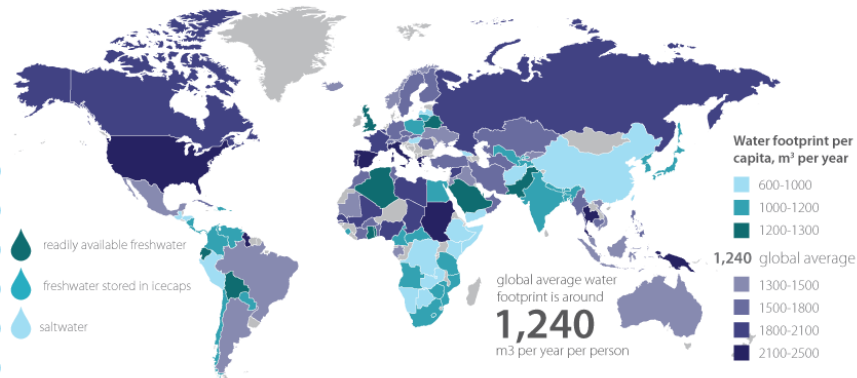 Water footprint per
capita, m³ per year
600-1000
1000-1200
1200-1300
1,240 global average
1300-1500
1500-1800
1800-2100
2100-2500
readily available freshwater
freshwater stored in icecaps
saltwater
global average water
footprint is around
1,240
m3 per year per person